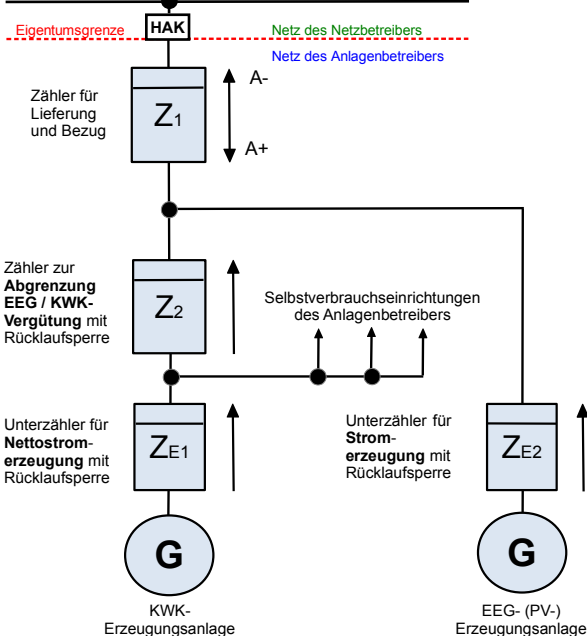 Eigentumsgrenze
HAK
Netz des Netzbetreibers
Netz des Anlagenbetreibers
Zähler für
Lieferung
und Bezug
Z1
A-
A+
Zähler zur
Abgrenzung
EEG / KWK-
Vergütung mit
Rücklaufsperre
Z2
Selbstverbrauchseinrichtungen
des Anlagenbetreibers
Unterzähler für
Nettostrom-
erzeugung mit
Rücklaufsperre
ZE1
Unterzähler für
Strom-
erzeugung mit
Rücklaufsperre
ZE2
G
KWK-
Erzeugungsanlage
G
EEG- (PV-)
Erzeugungsanlage